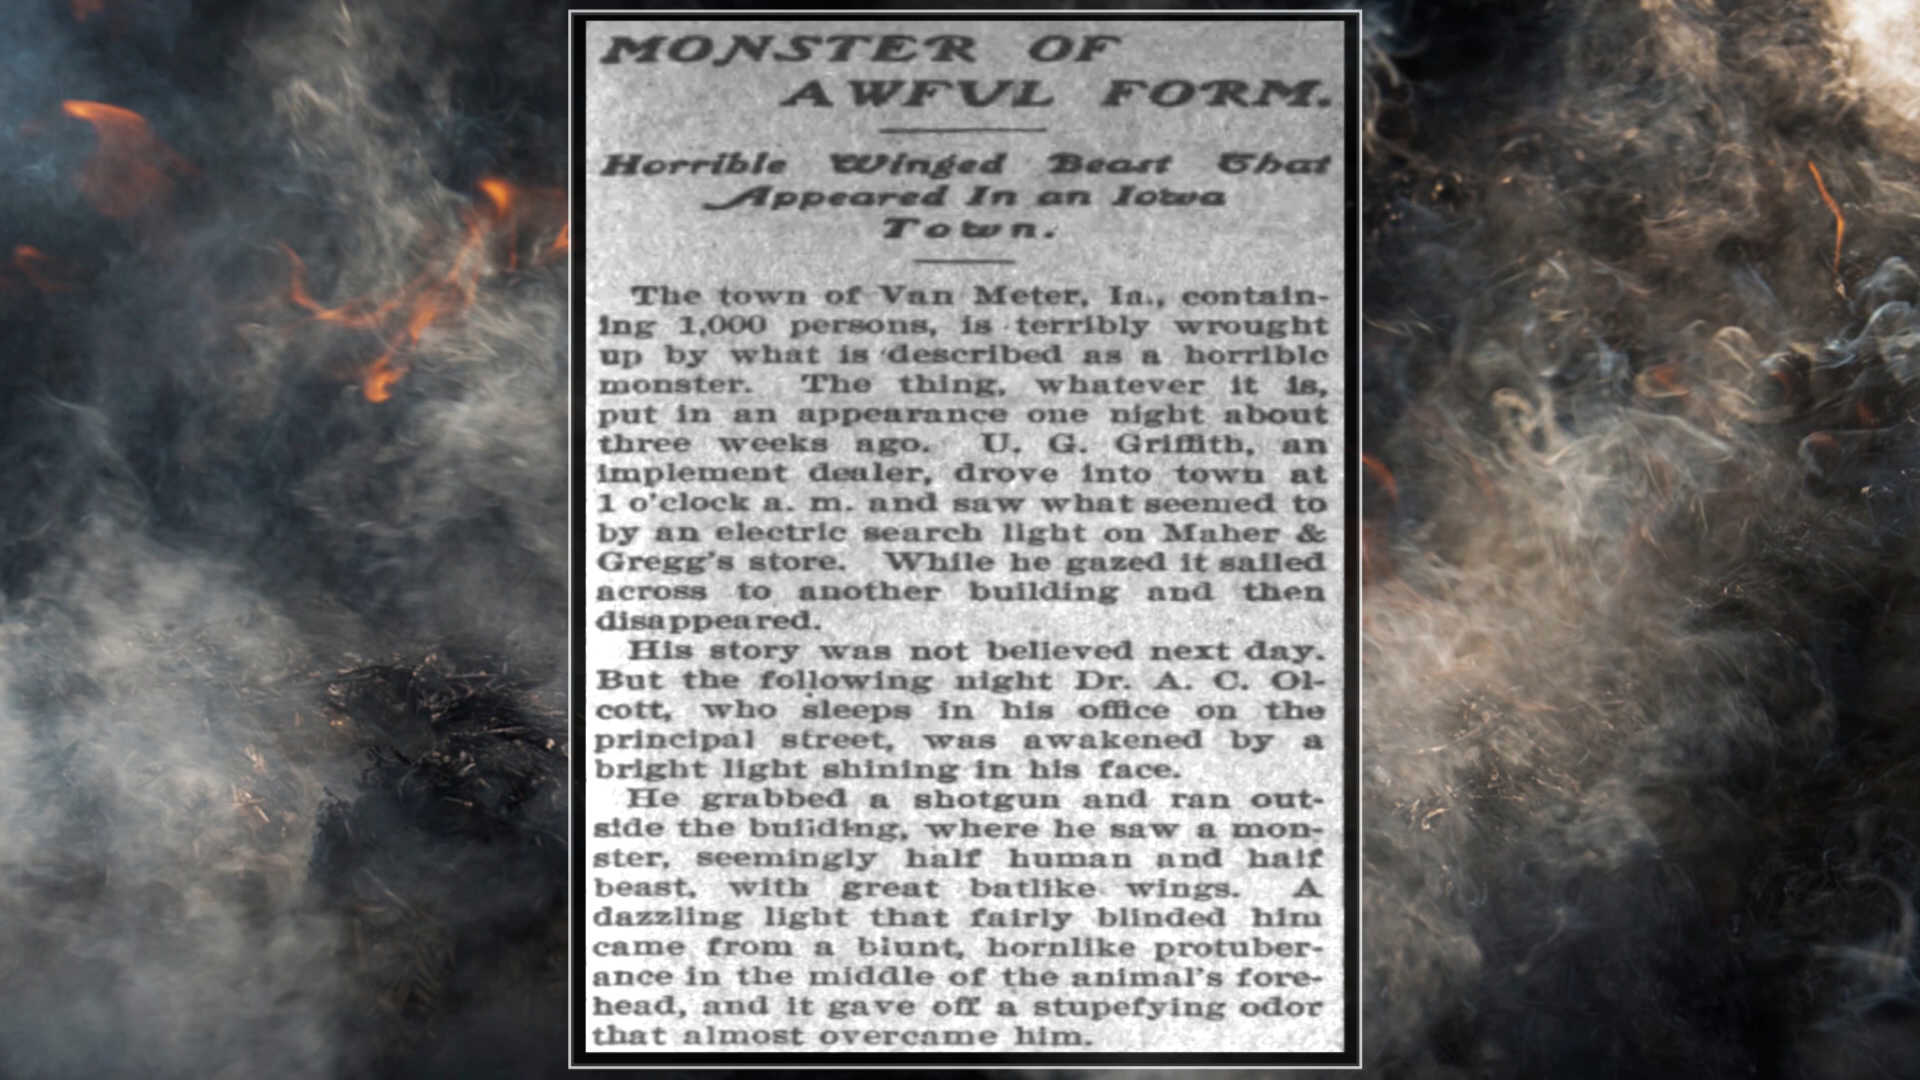 MONSTER OF
AWFUL FORM.
Horrible Winged Beast That
Appeared In an Iowa
Town.
The town of Van Meter, Ia., contain-
ing 1,000 persons, is terribly wrought
up by what is described as a horrible
monster. The thing, whatever it is,
put in an appearance one night about
three weeks ago. U. G. Griffith, an
implement dealer, drove into town at
1 o'clock a. m. and saw what seemed to
by an electric search light on Maher &
Gregg's store. While he gazed it sailed
across to another building and then
disappeared.
His story was not believed next day.
But the following night Dr. A. C. Ol-
cott, who sleeps in his office on the
principal street, was awakened by a
bright light shining in his face.
He grabbed a shotgun and ran out-
side the building, where he saw a mon-
ster, seemingly half human and half
beast, with great batlike wings. A
dazzling light that fairly blinded him
came from a blunt, hornlike protuber-
ance in the middle of the animal's fore-
head, and it gave off a stupefying odor
that almost overcame him.